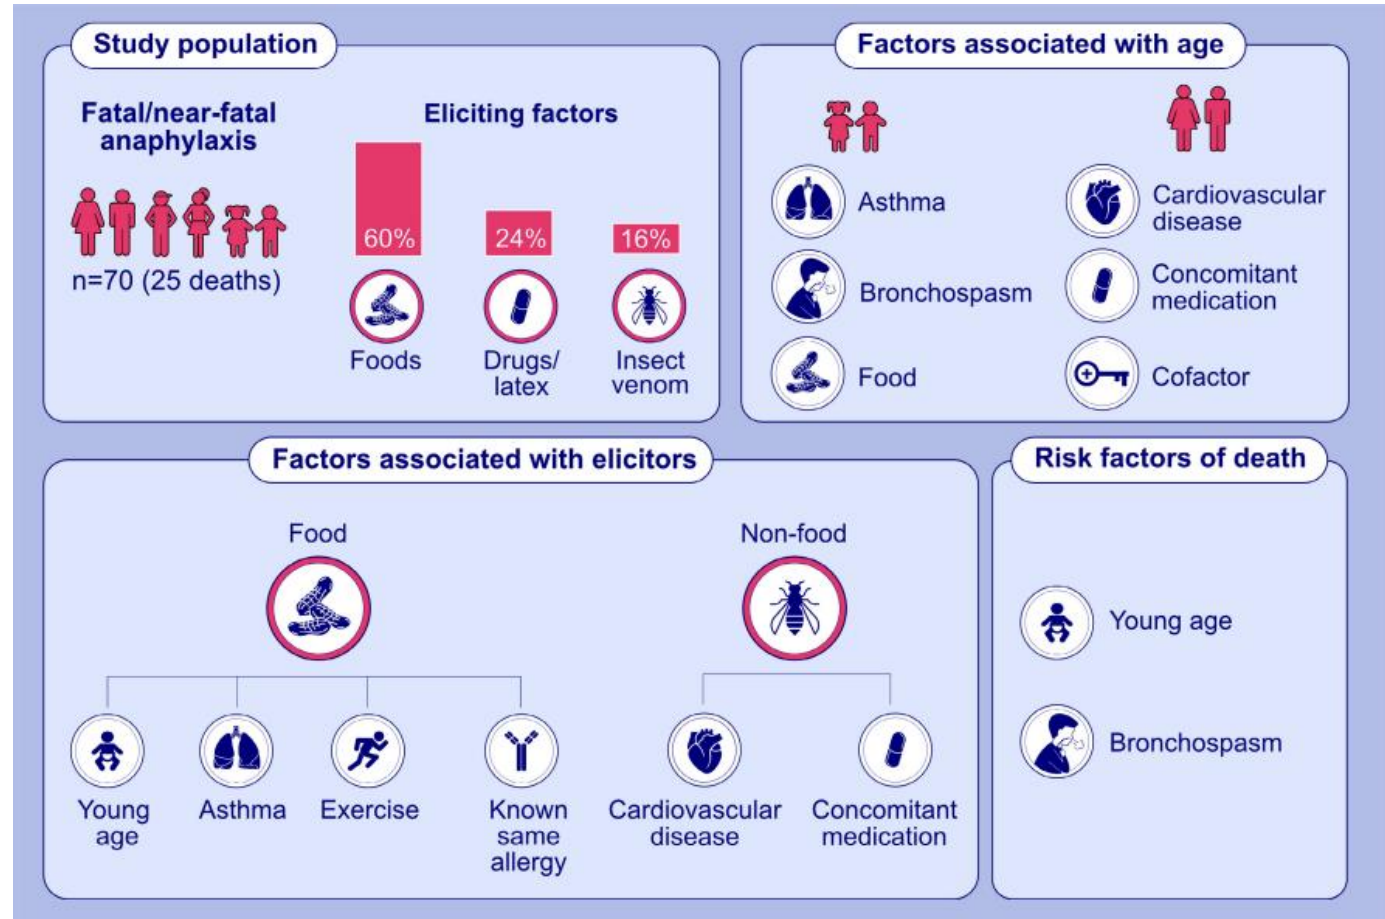 Study population
Fatal/near-fatal
anaphylaxis
n=70 (25 deaths)
Eliciting factors
60%
24%
16%
Foods
Drugs/
latex
Insect
venom
Factors associated with age
Asthma
Bronchospasm
Food
Cardiovascular
disease
Concomitant
medication
Cofactor
Factors associated with elicitors
Food
Young
age
Asthma
Exercise
Known
same
allergy
Non-food
Cardiovascular
disease
Concomitant
medication
Risk factors of death
Young age
Bronchospasm